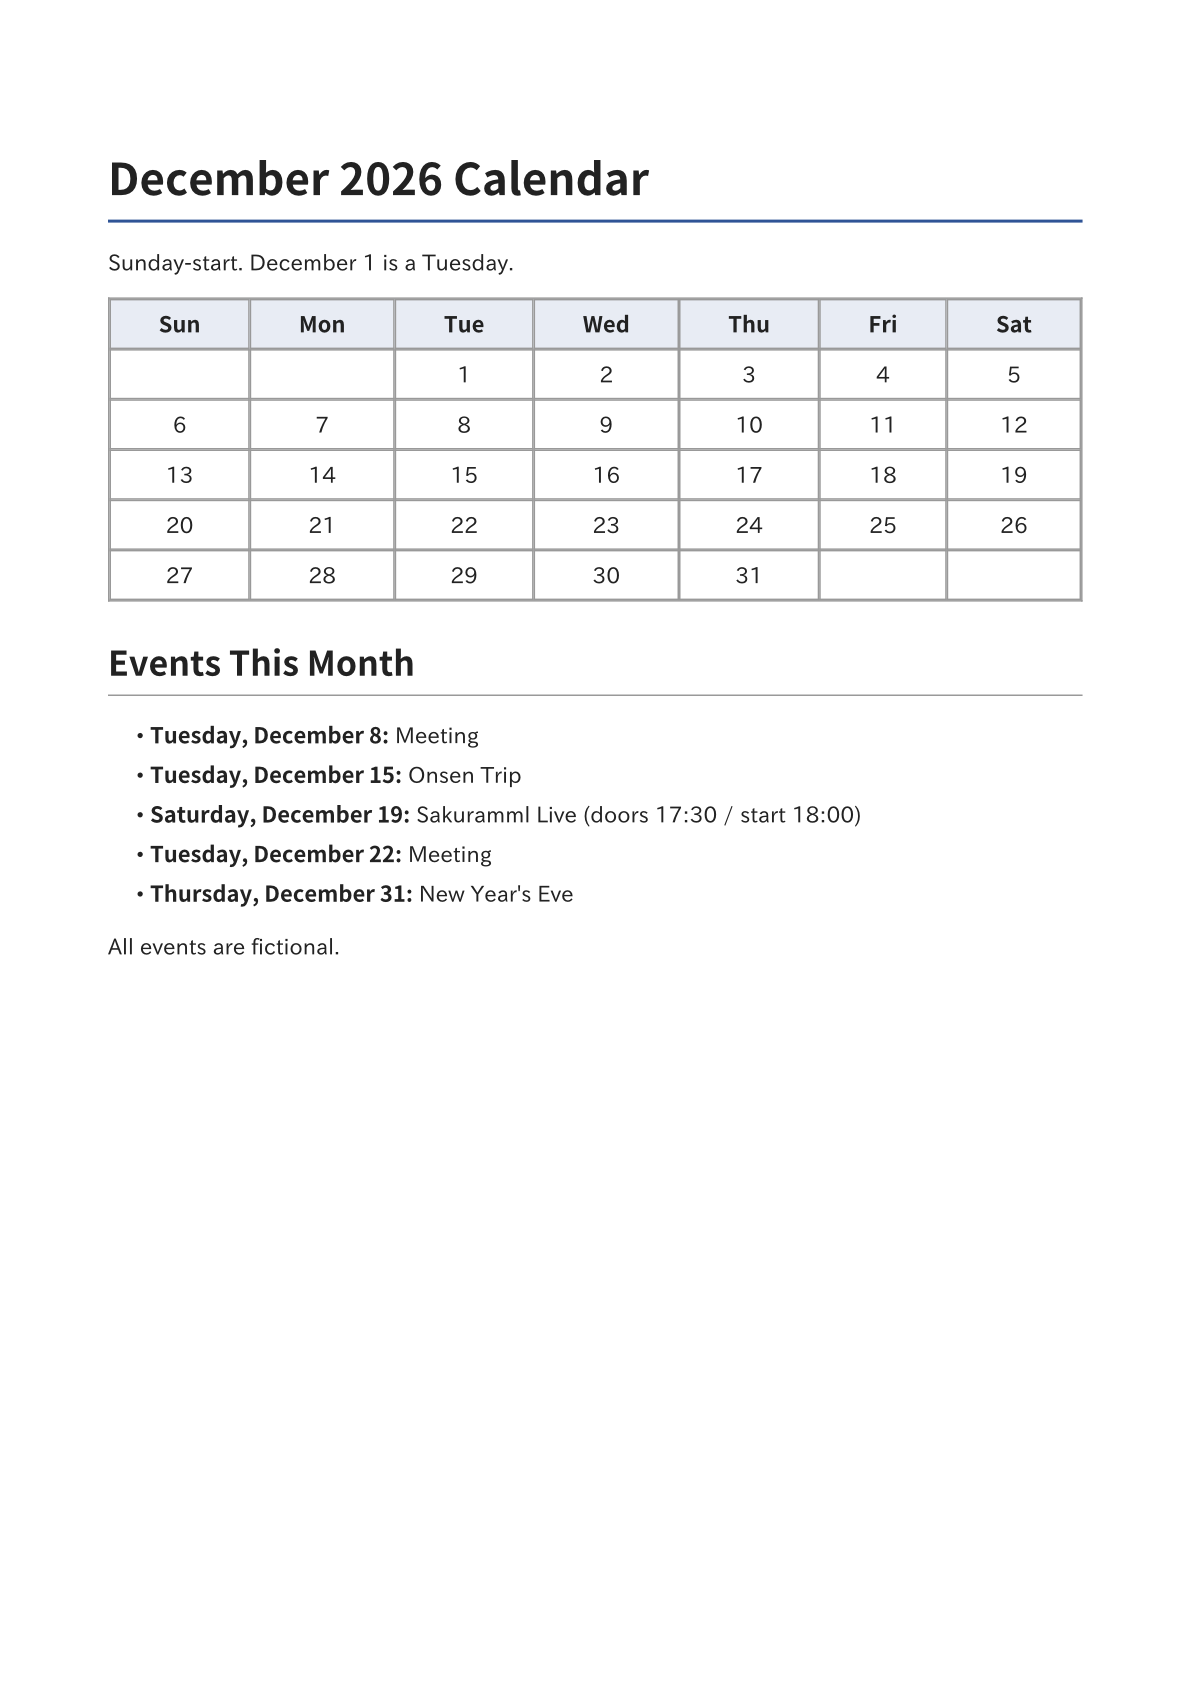 December 2026 Calendar
Sunday-start. December 1 is a Tuesday.
Sun Mon Tue Wed Thu Fri Sat
1 2 3 4 5
6 7 8 9 10 11 12
13 14 15 16 17 18 19
20 21 22 23 24 25 26
27 28 29 30 31
Events This Month
• Tuesday, December 8: Meeting
• Tuesday, December 15: Onsen Trip
• Saturday, December 19: Sakuramml Live (doors 17:30 / start 18:00)
• Tuesday, December 22: Meeting
• Thursday, December 31: New Year's Eve
All events are fictional.